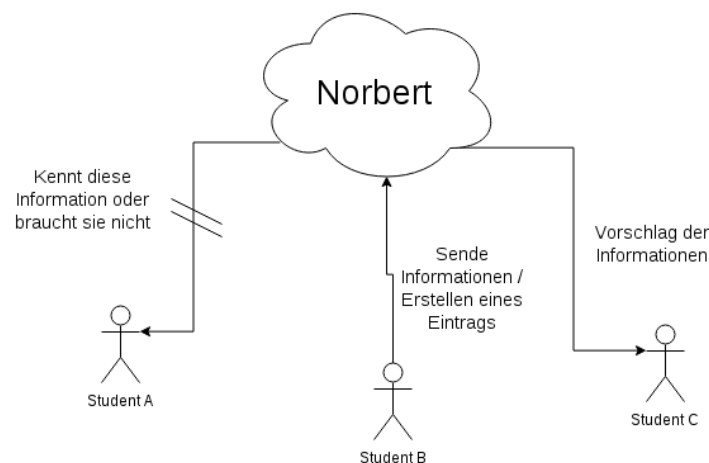 Norbert
Kennt diese
Information oder
braucht sie nicht
Vorschlag der
Informationen
Sende
Informationen /
Erstellen eines
Eintrags
Student A
Student C
Student B